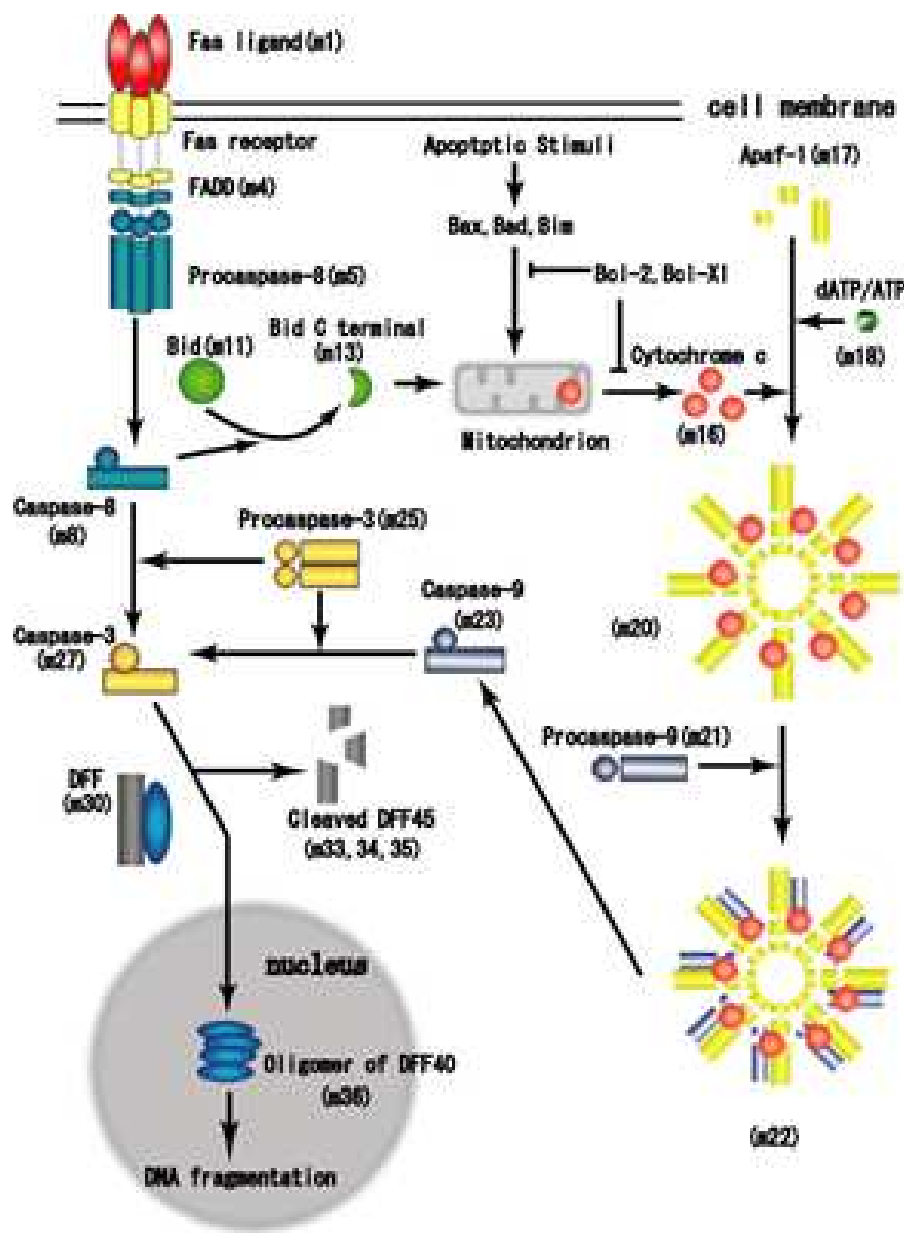 Fas ligand(m1)
cell membrane
Fas receptor
Apoptptic Stimuli
Apaf-1(m17)
FADD(m4)
Bax, Bad, Bim
Procaspase-8(m5)
Bcl-2, Bcl-Xl
dATP/ATP
(m18)
Bid(m11)
Bid C terminal
(m13)
Cytochrome c
(m16)
Mitochondrion
Caspase-8
(m8)
Procaspase-3(m25)
Caspase-9
(m23)
(m20)
Caspase-3
(m27)
Procaspase-9(m21)
DFF
(m30)
Cleaved DFF45
(m33, 34, 35)
nucleus
Oligomer of DFF40
(m36)
(m22)
DNA fragmentation